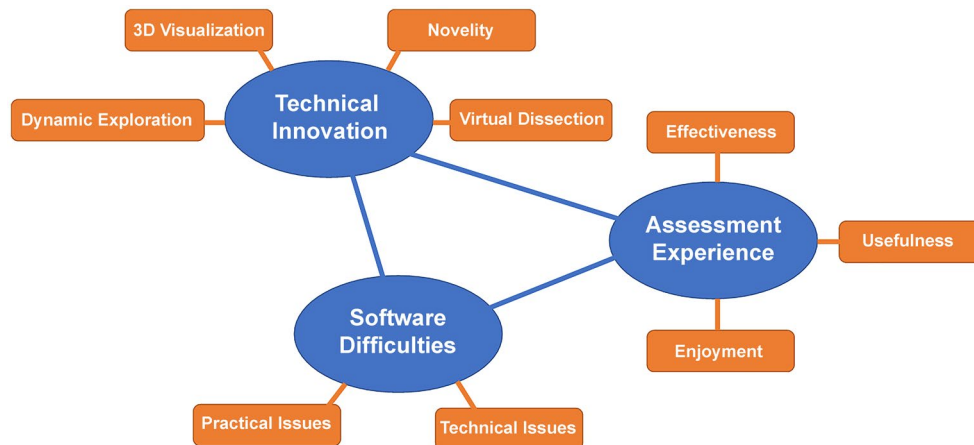 3D Visualization
Novelity
Dynamic Exploration
Technical
Innovation
Virtual Dissection
Effectiveness
Assessment
Experience
Usefulness
Enjoyment
Software
Difficulties
Practical Issues
Technical Issues